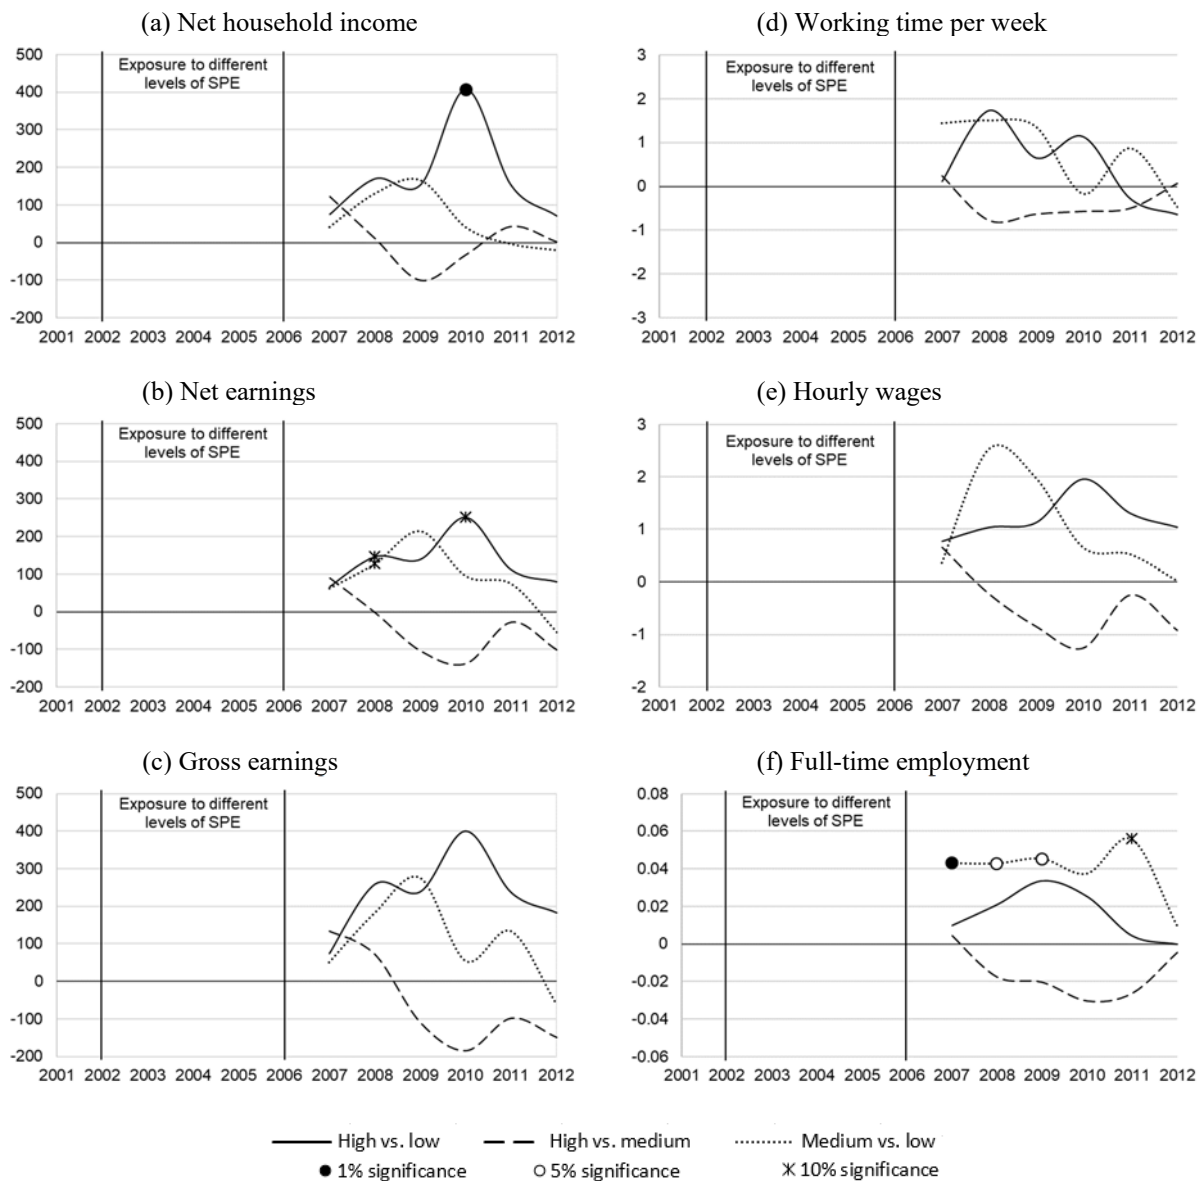 (a) Net household income
500
400
300
200
100
0
-100
-200
Exposure to different
levels of SPE
2001 2002 2003 2004 2005 2006 2007 2008 2009 2010 2011 2012
(d) Working time per week
3
2
1
0
-1
-2
-3
Exposure to different
levels of SPE
2001 2002 2003 2004 2005 2006 2007 2008 2009 2010 2011 2012
(b) Net earnings
500
400
300
200
100
0
-100
-200
Exposure to different
levels of SPE
2001 2002 2003 2004 2005 2006 2007 2008 2009 2010 2011 2012
(e) Hourly wages
3
2
1
0
-1
-2
Exposure to different
levels of SPE
2001 2002 2003 2004 2005 2006 2007 2008 2009 2010 2011 2012
(c) Gross earnings
500
400
300
200
100
0
-100
-200
Exposure to different
levels of SPE
2001 2002 2003 2004 2005 2006 2007 2008 2009 2010 2011 2012
(f) Full-time employment
0.08
0.06
0.04
0.02
0
-0.02
-0.04
-0.06
Exposure to different
levels of SPE
2001 2002 2003 2004 2005 2006 2007 2008 2009 2010 2011 2012
High vs. low High vs. medium Medium vs. low
1% significance 5% significance 10% significance